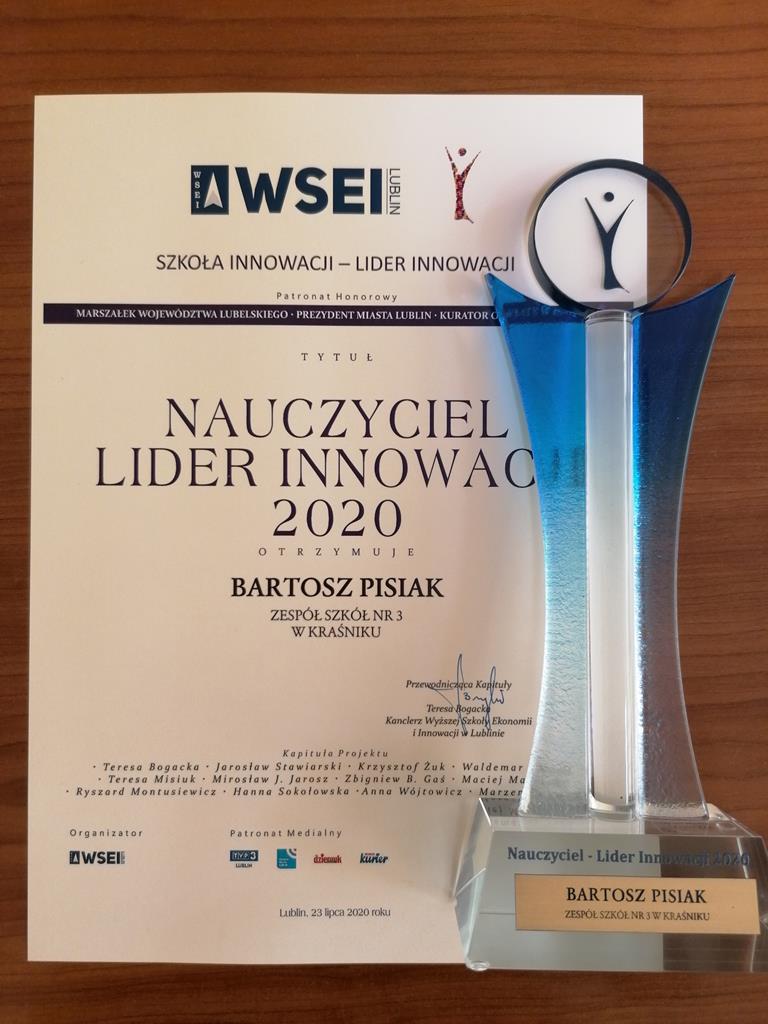 WSEI
WSEI
LUBLIN
SZKOŁA INNOWACJI – LIDER INNOWACJI
Patronat Honorowy
MARSZAŁEK WOJEWÓDZTWA LUBELSKIEGO · PREZYDENT MIASTA LUBLIN · KURATOR
TYTUŁ
NAUCZYCIEL
LIDER INNOWAC
2020
OTRZYMUJE
BARTOSZ PISIAK
ZESPÓŁ SZKÓŁ NR 3
W KRAŚNIKU
Przewodnicząca Kapituły
Teresa Bogacka
Kanclerz Wyższej Szkoły Ekonomii
i Innowacji w Lublinie
Kapituła Projektu
· Teresa Bogacka · Jarosław Stawiarski · Krzysztof Żuk · Waldemar
· Teresa Misiuk · Mirosław J. Jarosz · Zbigniew B. Gaś · Maciej
· Ryszard Montusiewicz · Hanna Sokołowska · Anna Wójtowicz ·
Organizator
Patronat Medialny
WSEI
TVP3
LUBLIN
dziennik
kurier
Lublin, 23 lipca 2020 roku
Nauczyciel - Lider Innowacji 2020
BARTOSZ PISIAK
ZESPÓŁ SZKÓŁ NR 3 W KRAŚNIKU